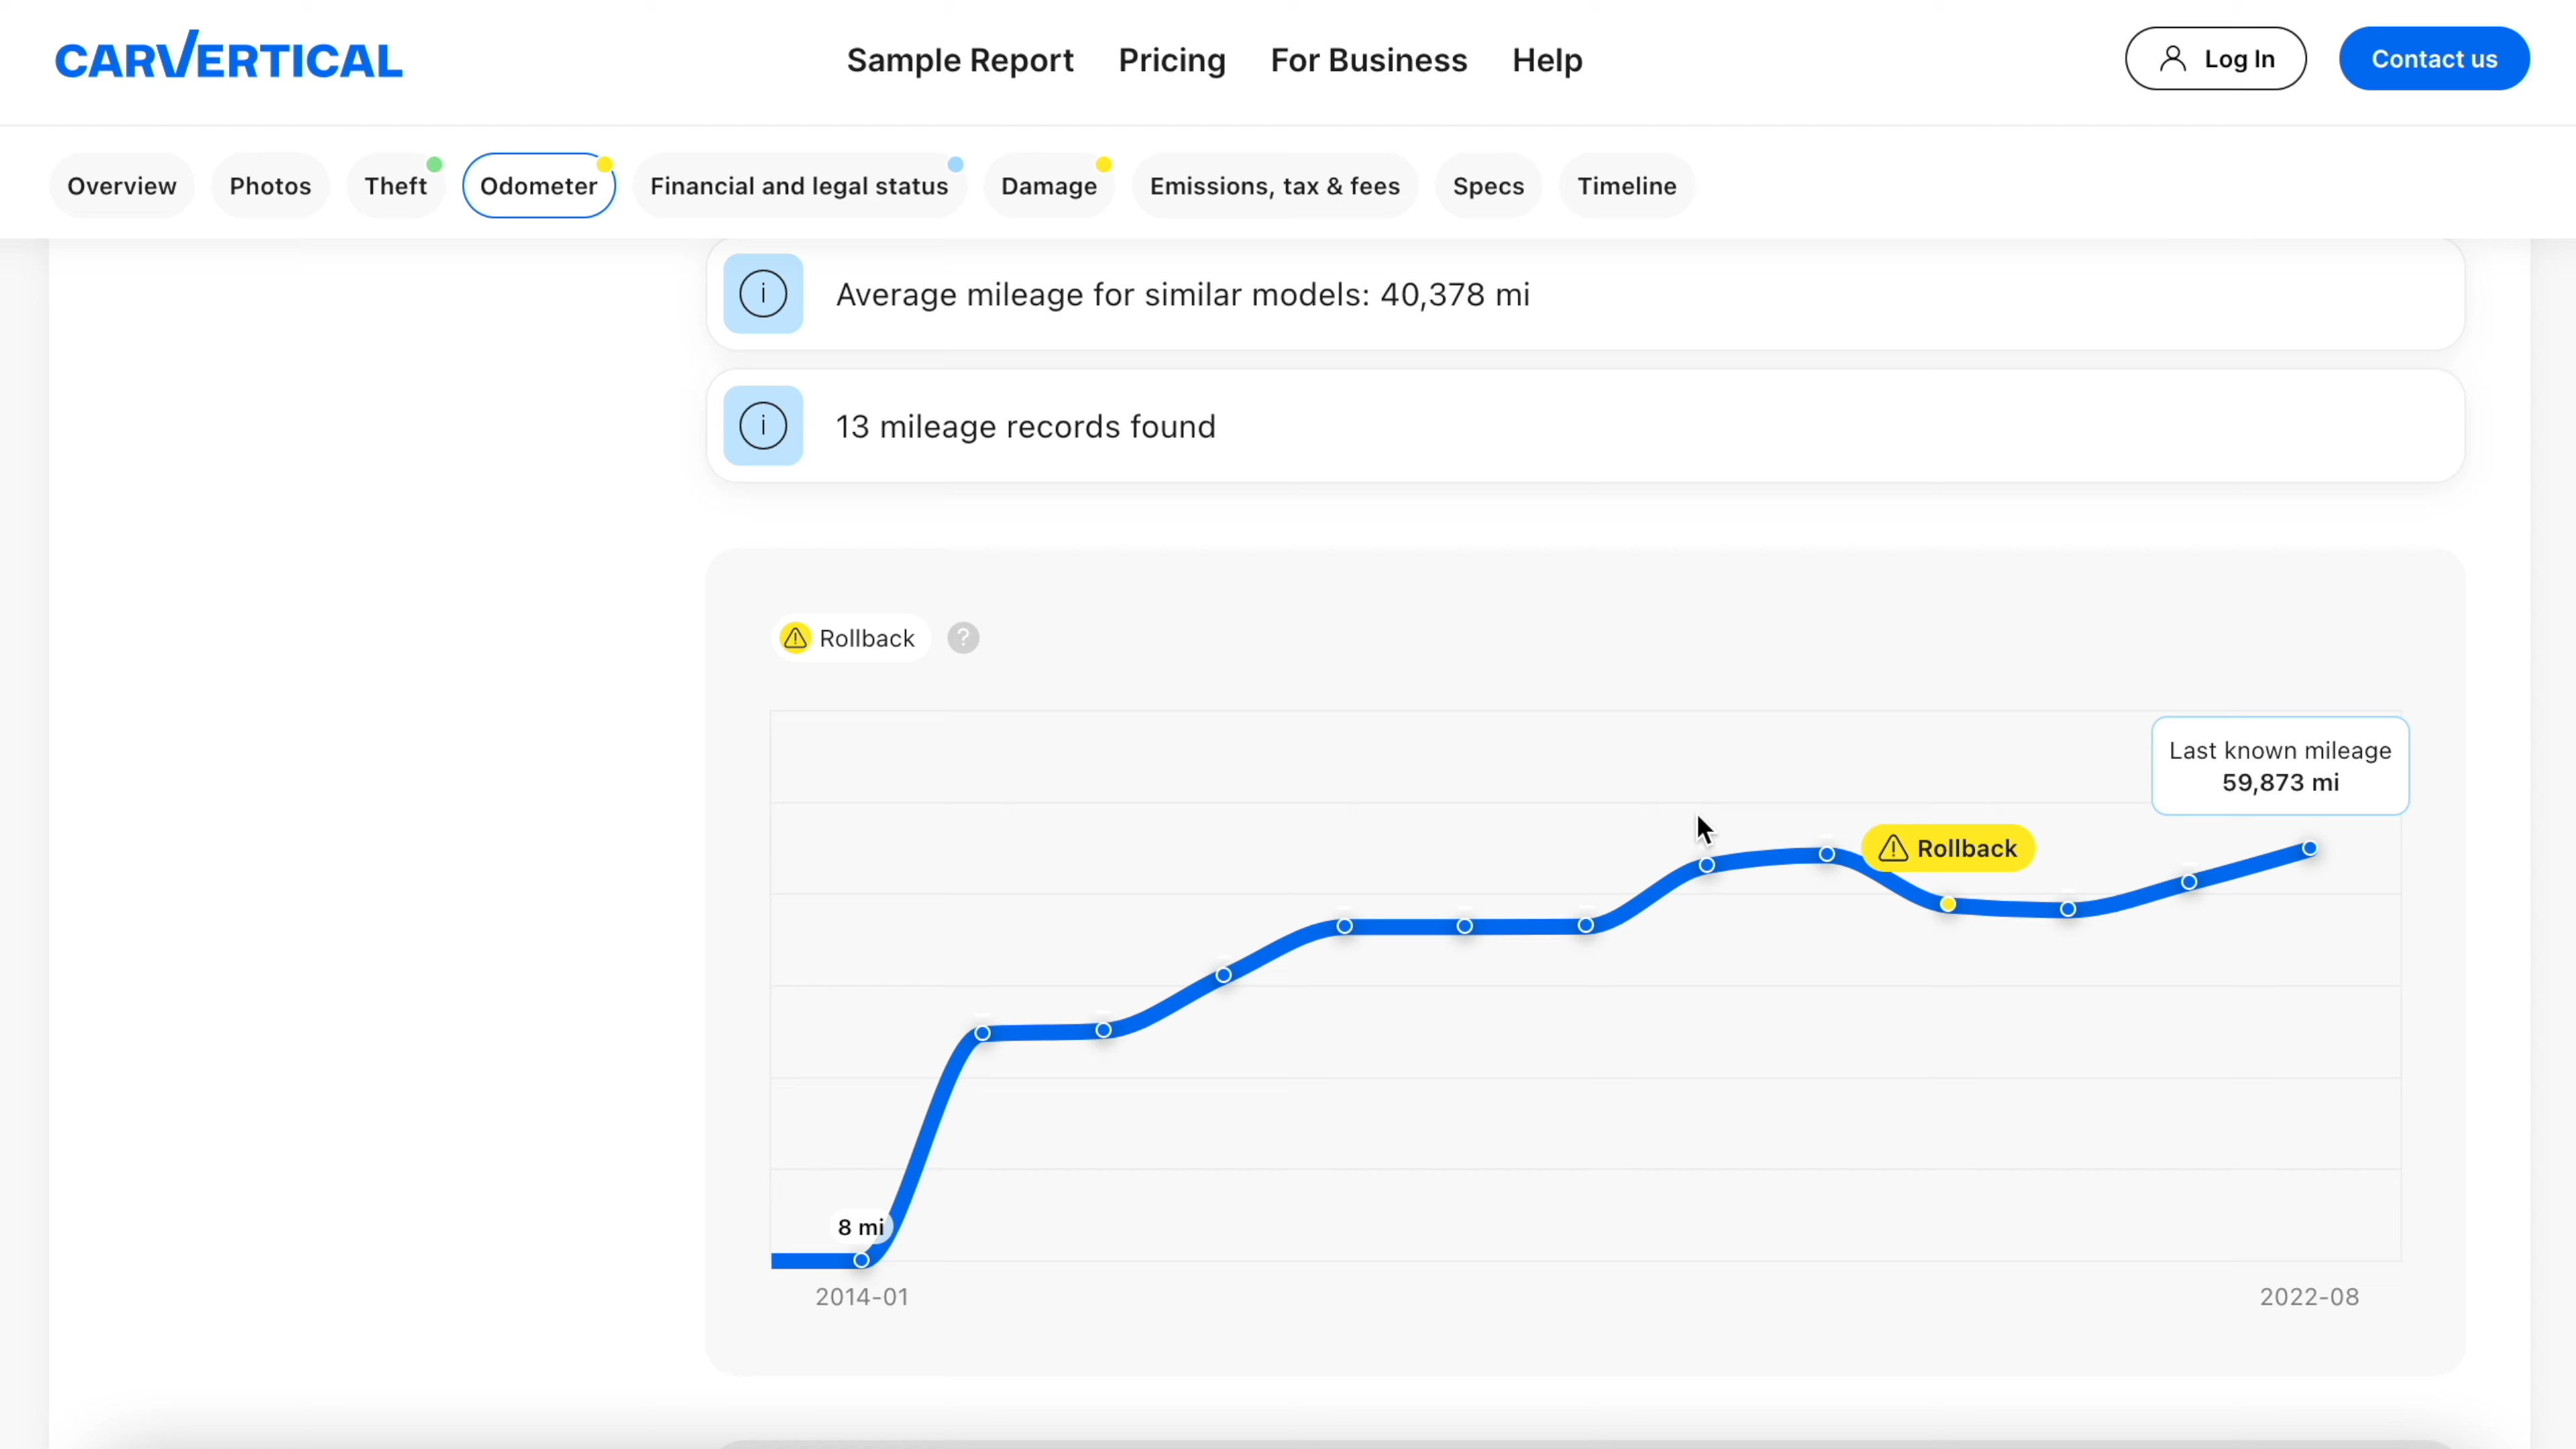 CARVERTICAL
Sample Report
Pricing
For Business
Help
Log In
Contact us
Overview
Photos
Theft
Odometer
Financial and legal status
Damage
Emissions, tax & fees
Specs
Timeline
Average mileage for similar models: 40,378 mi
13 mileage records found
Rollback
?
Last known mileage
59,873 mi
Rollback
8 mi
2014-01
2022-08